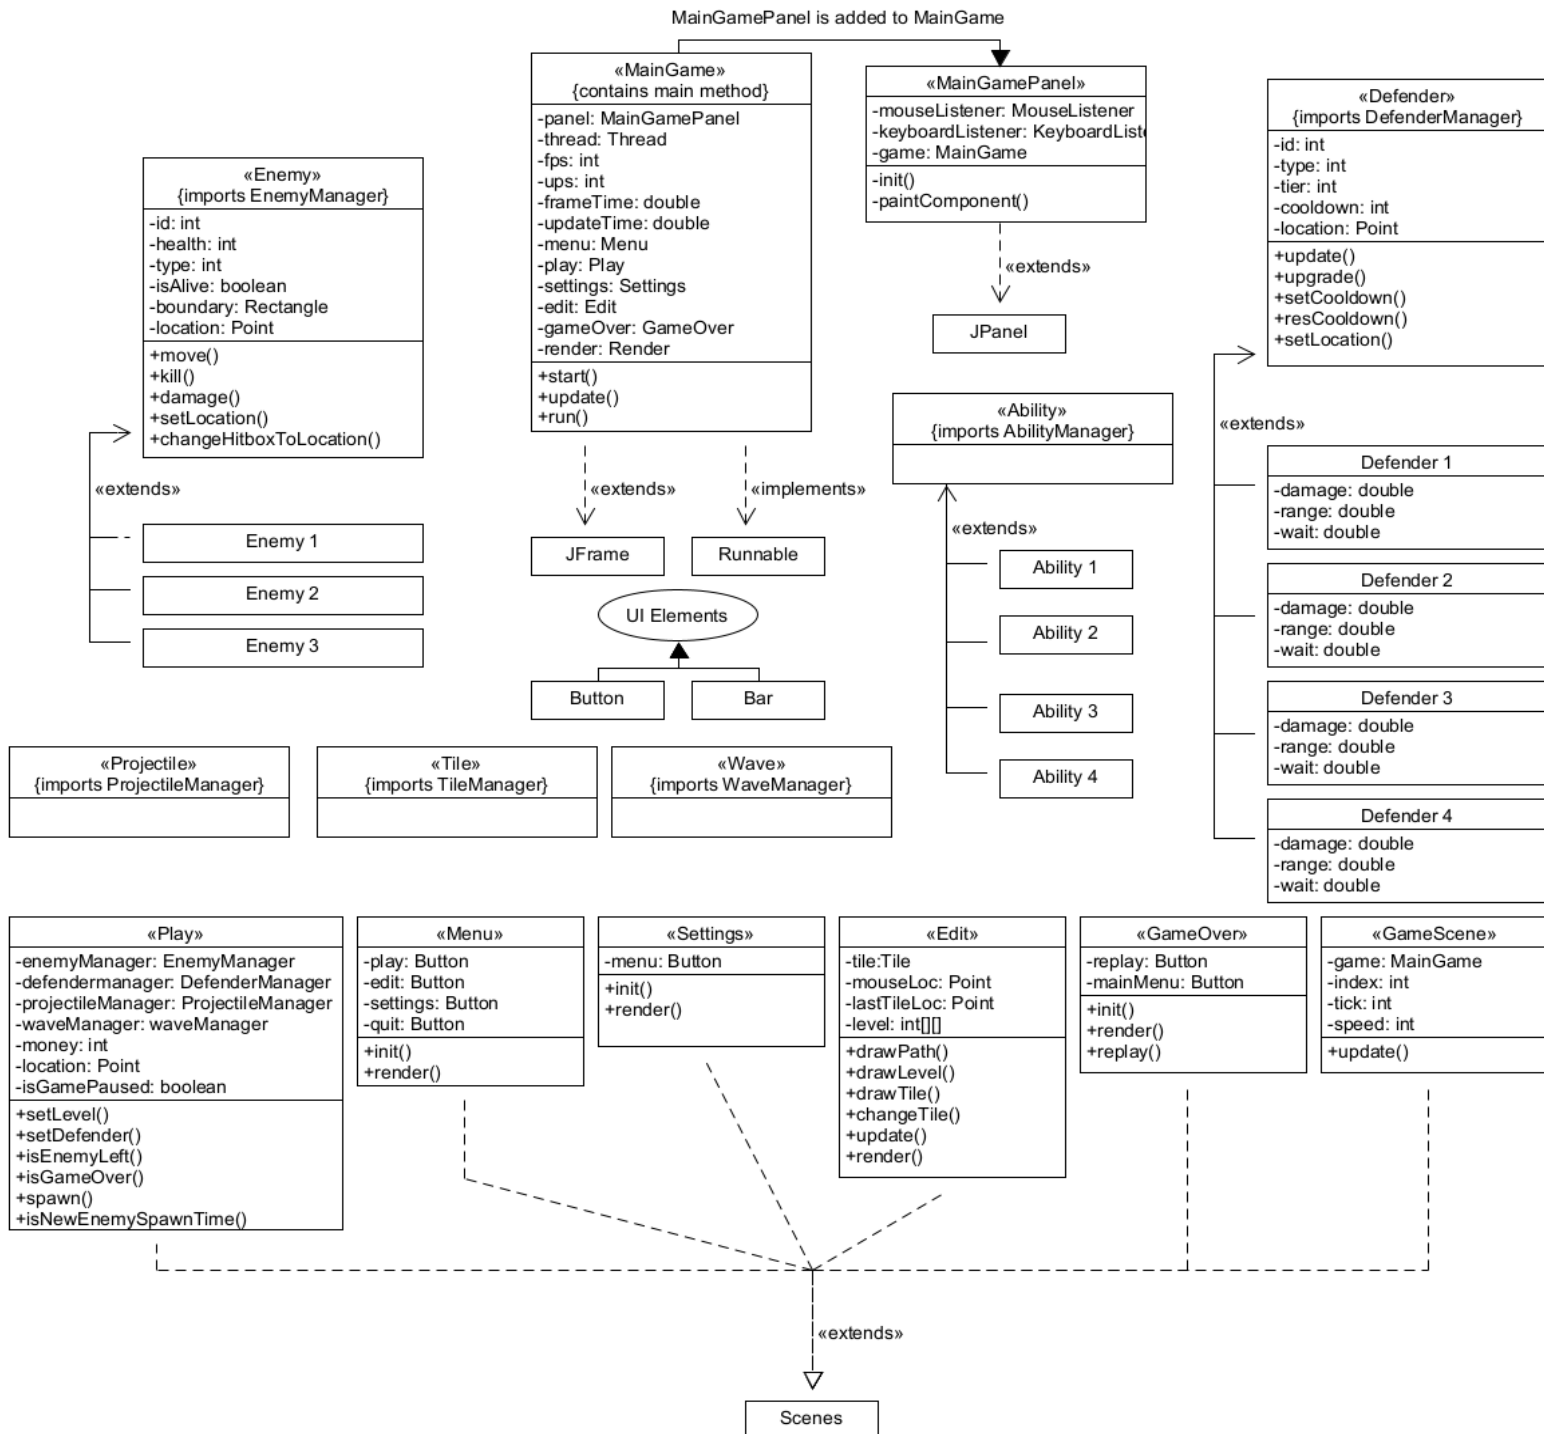 MainGamePanel is added to MainGame
«MainGame»
{contains main method}
-panel: MainGamePanel
-thread: Thread
-fps: int
-ups: int
-frameTime: double
-updateTime: double
-menu: Menu
-play: Play
-settings: Settings
-edit: Edit
-gameOver: GameOver
-render: Render
+start()
+update()
+run()
«extends»
«implements»
JFrame
Runnable
«MainGamePanel»
-mouseListener: MouseListener
-keyboardListener: KeyboardListe
-game: MainGame
-init()
-paintComponent()
«extends»
JPanel
«Defender»
{imports DefenderManager}
-id: int
-type: int
-tier: int
-cooldown: int
-location: Point
+update()
+upgrade()
+setCooldown()
+resCooldown()
+setLocation()
«extends»
Defender 1
-damage: double
-range: double
-wait: double
Defender 2
-damage: double
-range: double
-wait: double
Defender 3
-damage: double
-range: double
-wait: double
Defender 4
-damage: double
-range: double
-wait: double
«Enemy»
{imports EnemyManager}
-id: int
-health: int
-type: int
-isAlive: boolean
-boundary: Rectangle
-location: Point
+move()
+kill()
+damage()
+setLocation()
+changeHitboxToLocation()
«extends»
Enemy 1
Enemy 2
Enemy 3
«Ability»
{imports AbilityManager}
«extends»
Ability 1
Ability 2
Ability 3
Ability 4
UI Elements
Button
Bar
«Projectile»
{imports ProjectileManager}
«Tile»
{imports TileManager}
«Wave»
{imports WaveManager}
«Play»
-enemyManager: EnemyManager
-defendermanager: DefenderManager
-projectileManager: ProjectileManager
-waveManager: waveManager
-money: int
-location: Point
-isGamePaused: boolean
+setLevel()
+setDefender()
+isEnemyLeft()
+isGameOver()
+spawn()
+isNewEnemySpawnTime()
«Menu»
-play: Button
-edit: Button
-settings: Button
-quit: Button
+init()
+render()
«Settings»
-menu: Button
+init()
+render()
«Edit»
-tile:Tile
-mouseLoc: Point
-lastTileLoc: Point
-level: int[][]
+drawPath()
+drawLevel()
+drawTile()
+changeTile()
+update()
+render()
«GameOver»
-replay: Button
-mainMenu: Button
+init()
+render()
+replay()
«GameScene»
-game: MainGame
-index: int
-tick: int
-speed: int
+update()
«extends»
Scenes